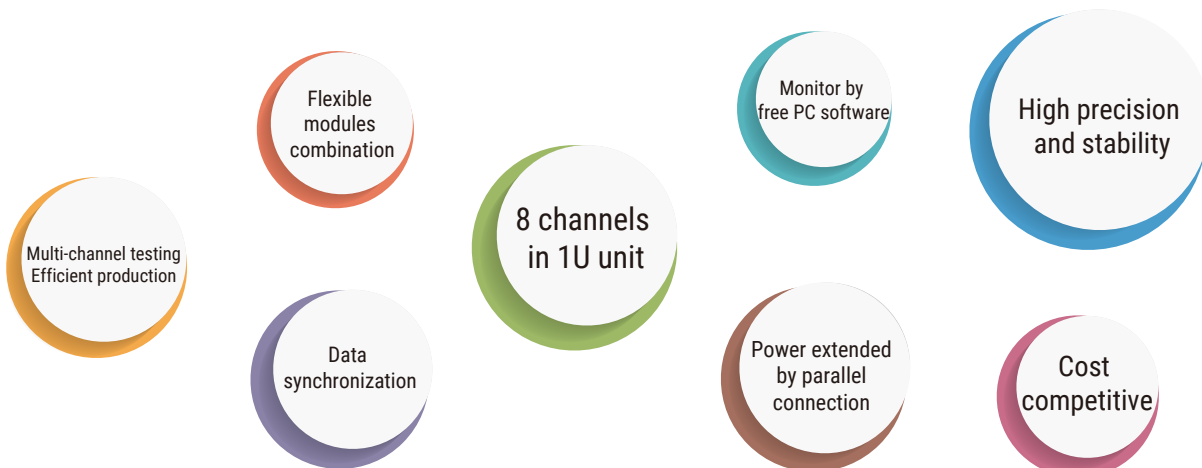 Multi-channel testing
Efficient production
Flexible
modules
combination
Data
synchronization
8 channels
in 1U unit
Monitor by
free PC software
Power extended
by parallel
connection
High precision
and stability
Cost
competitive